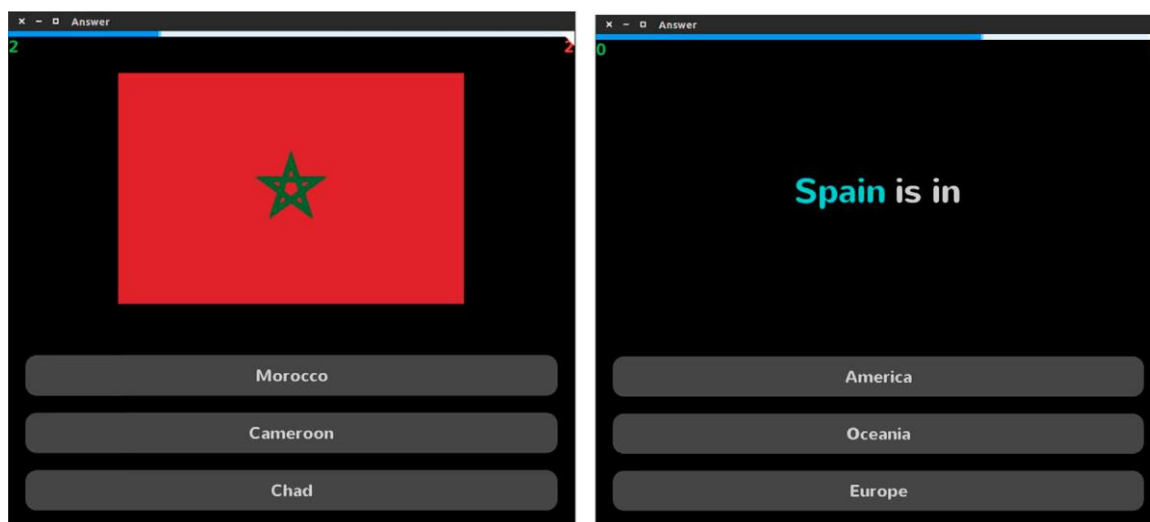 Answer
2 2
Morocco
Cameroon
Chad
Answer
0
Spain is in
America
Oceania
Europe